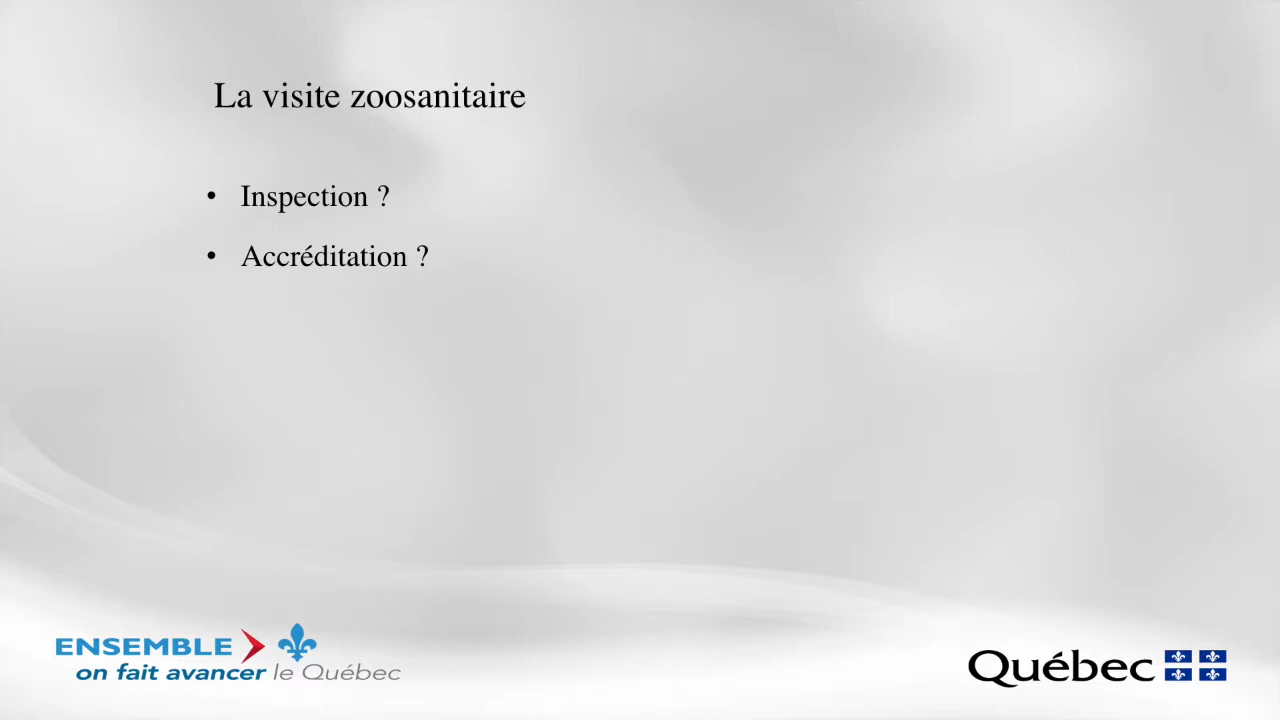 La visite zoosanitaire
• Inspection ?
• Accréditation ?
ENSEMBLE
on fait avancer le Québec
Québec